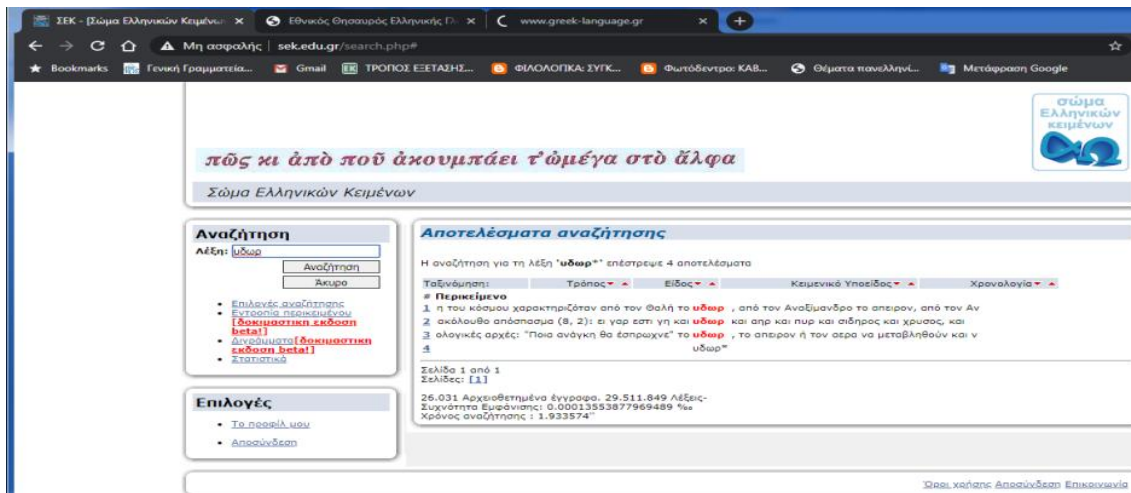 ΣΕΚ - [Σώμα Ελληνικών Κειμένων
Εθνικός Θησαυρός Ελληνικής Γλ
www.greek-language.gr
Μη ασφαλής | sek.edu.gr/search.php#
Bookmarks Γενική Γραμματεία... Gmail ΤΡΟΠΟΣ ΕΞΕΤΑΣΗΣ... ΦΙΛΟΛΟΓΙΚΑ: ΣΥΓΚ... Φωτόδεντρο: ΚΑΒ... Θέματα πανελληνί... Μετάφραση Google
σώμα
Ελληνικών
κειμένων
πῶς κι ἀπὸ ποῦ ἀκουμπάει τ'ὠμέγα στὸ ἄλφα
Σώμα Ελληνικών Κειμένων
Αναζήτηση
Λέξη: υδωρ
Αναζήτηση
Άκυρο
Επιλογές αναζήτησης
Εντροπία περικειμένου
[δοκιμαστική έκδοση
beta!]
Διγράμματα[δοκιμαστική
έκδοση beta!]
Στατιστικά
Επιλογές
Το προφίλ μου
Αποσύνδεση
Αποτελέσματα αναζήτησης
Η αναζήτηση για τη λέξη "υδωρ*" επέστρεψε 4 αποτελέσματα
Ταξινόμηση: Τρόπος Είδος Κειμενικό Υποείδος Χρονολογία
# Περικείμενο
1 η του κόσμου χαρακτηριζόταν από τον Θαλή το υδωρ , από τον Αναξίμανδρο το απειρον, από τον Αν
2 ακόλουθο απόσπασμα (8, 2): ει γαρ εστι γη και υδωρ και αηρ και πυρ και σιδηρος και χρυσος, και
3 ολογικές αρχές: "Ποια ανάγκη θα έσπρωχνε" το υδωρ , το απειρον ή τον αερα να μεταβληθούν και ν
4 υδωρ*
Σελίδα 1 από 1
Σελίδες: [1]
26.031 Αρχειοθετημένα έγγραφα. 29.511.849 Λέξεις-
Συχνότητα Εμφάνισης: 0.00013553877969489 ‰
Χρόνος αναζήτησης : 1.933574"
Όροι χρήσης Αποσύνδεση Επικοινωνία